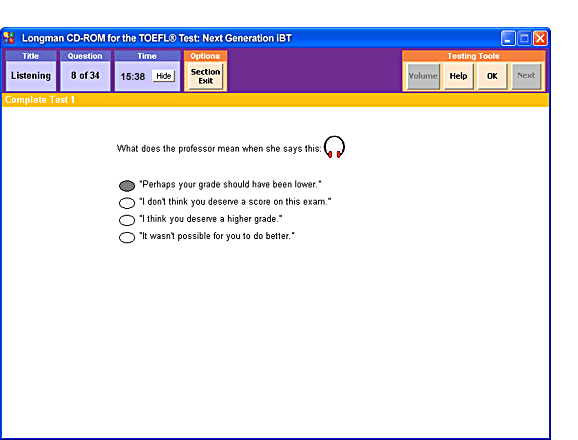 Longman CD-ROM for the TOEFL® Test: Next Generation iBT
Title Question Time Options Testing Tools
Listening 8 of 34 15:38 Hide Section Exit Volume Help OK Next
Complete Test 1
What does the professor mean when she says this:
"Perhaps your grade should have been lower."
"I don't think you deserve a score on this exam."
"I think you deserve a higher grade."
"It wasn't possible for you to do better."